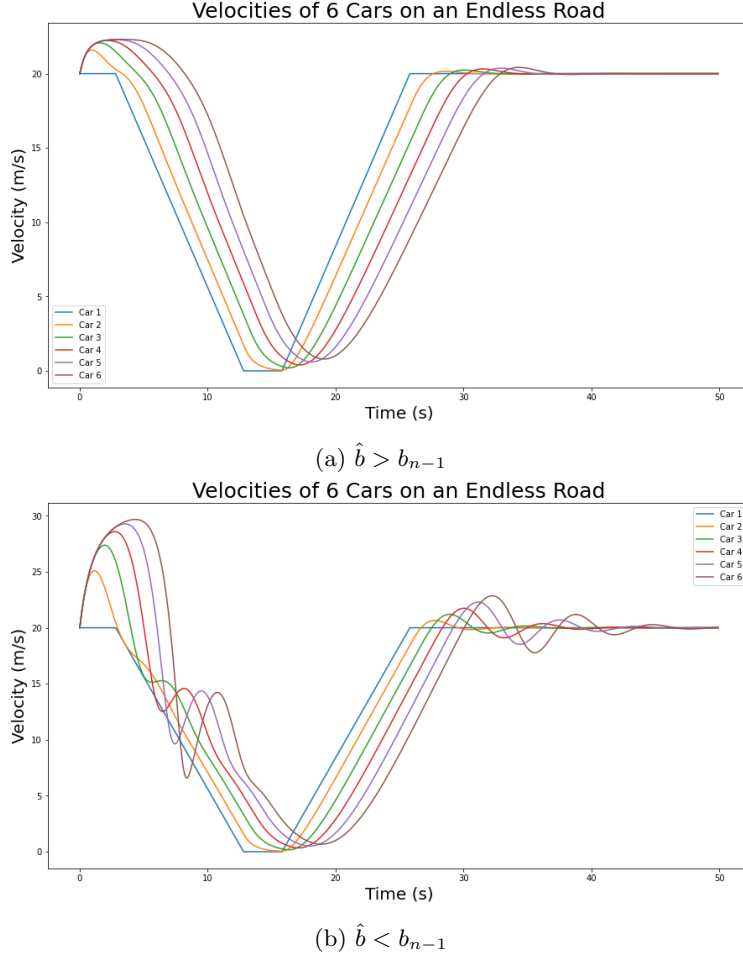 Velocities of 6 Cars on an Endless Road
Velocity (m/s)
20
15
10
5
0
Car 1
Car 2
Car 3
Car 4
Car 5
Car 6
0 10 20 30 40 50
Time (s)
(a) b̂ > bₙ₋₁
Velocities of 6 Cars on an Endless Road
Velocity (m/s)
30
25
20
15
10
5
0
Car 1
Car 2
Car 3
Car 4
Car 5
Car 6
0 10 20 30 40 50
Time (s)
(b) b̂ < bₙ₋₁